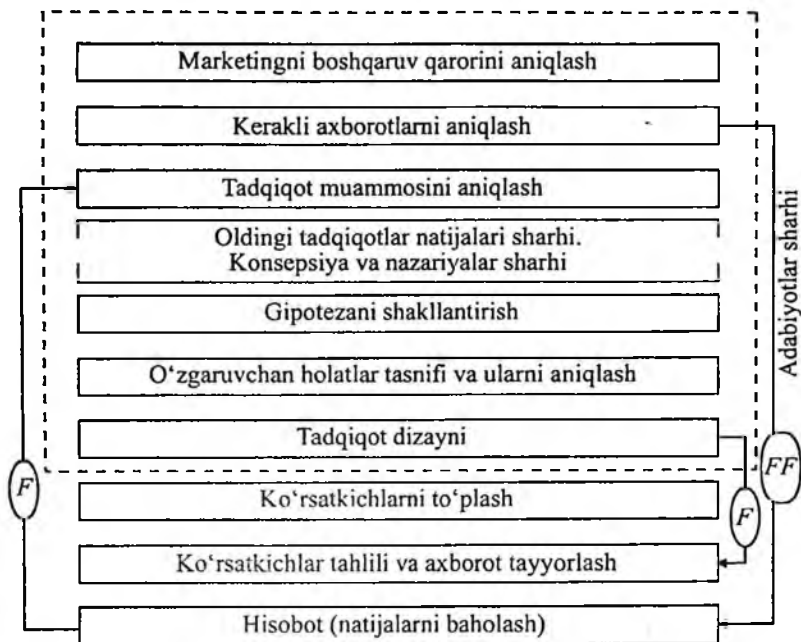 Marketingni boshqaruv qarorini aniqlash
Kerakli axborotlarni aniqlash
Tadqiqot muammosini aniqlash
Oldingi tadqiqotlar natijalari sharhi.
Konsepsiya va nazariyalar sharhi
Gipotezani shakllantirish
O‘zgaruvchan holatlar tasnifi va ularni aniqlash
Tadqiqot dizayni
Ko‘rsatkichlarni to‘plash
Ko‘rsatkichlar tahlili va axborot tayyorlash
Hisobot (natijalarni baholash)
Adabiyotlar sharhi
F
F
FF